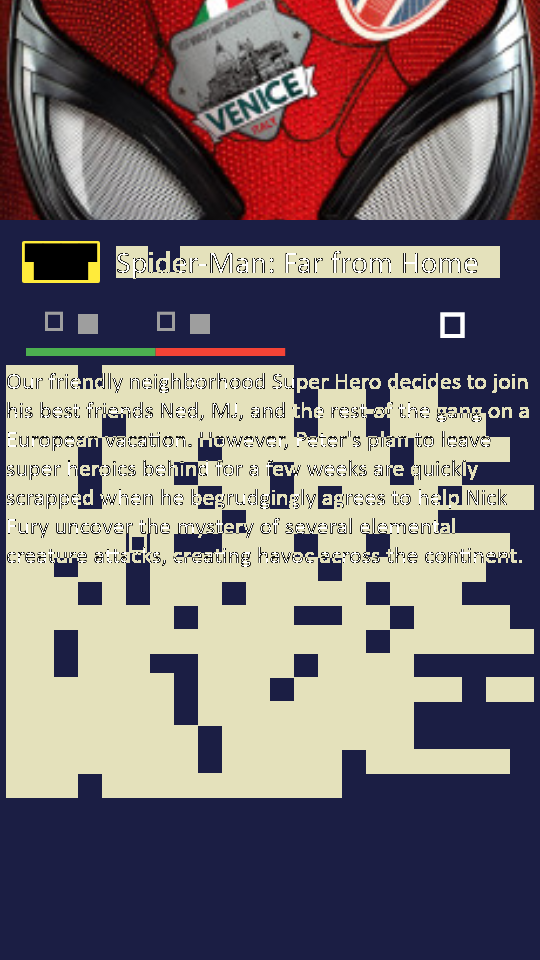 VENICE
ITALY
Spider-Man: Far from Home
Our friendly neighborhood Super Hero decides to join
his best friends Ned, MJ, and the rest of the gang on a
European vacation. However, Peter's plan to leave
super heroics behind for a few weeks are quickly
scrapped when he begrudgingly agrees to help Nick
Fury uncover the mystery of several elemental
creature attacks, creating havoc across the continent.